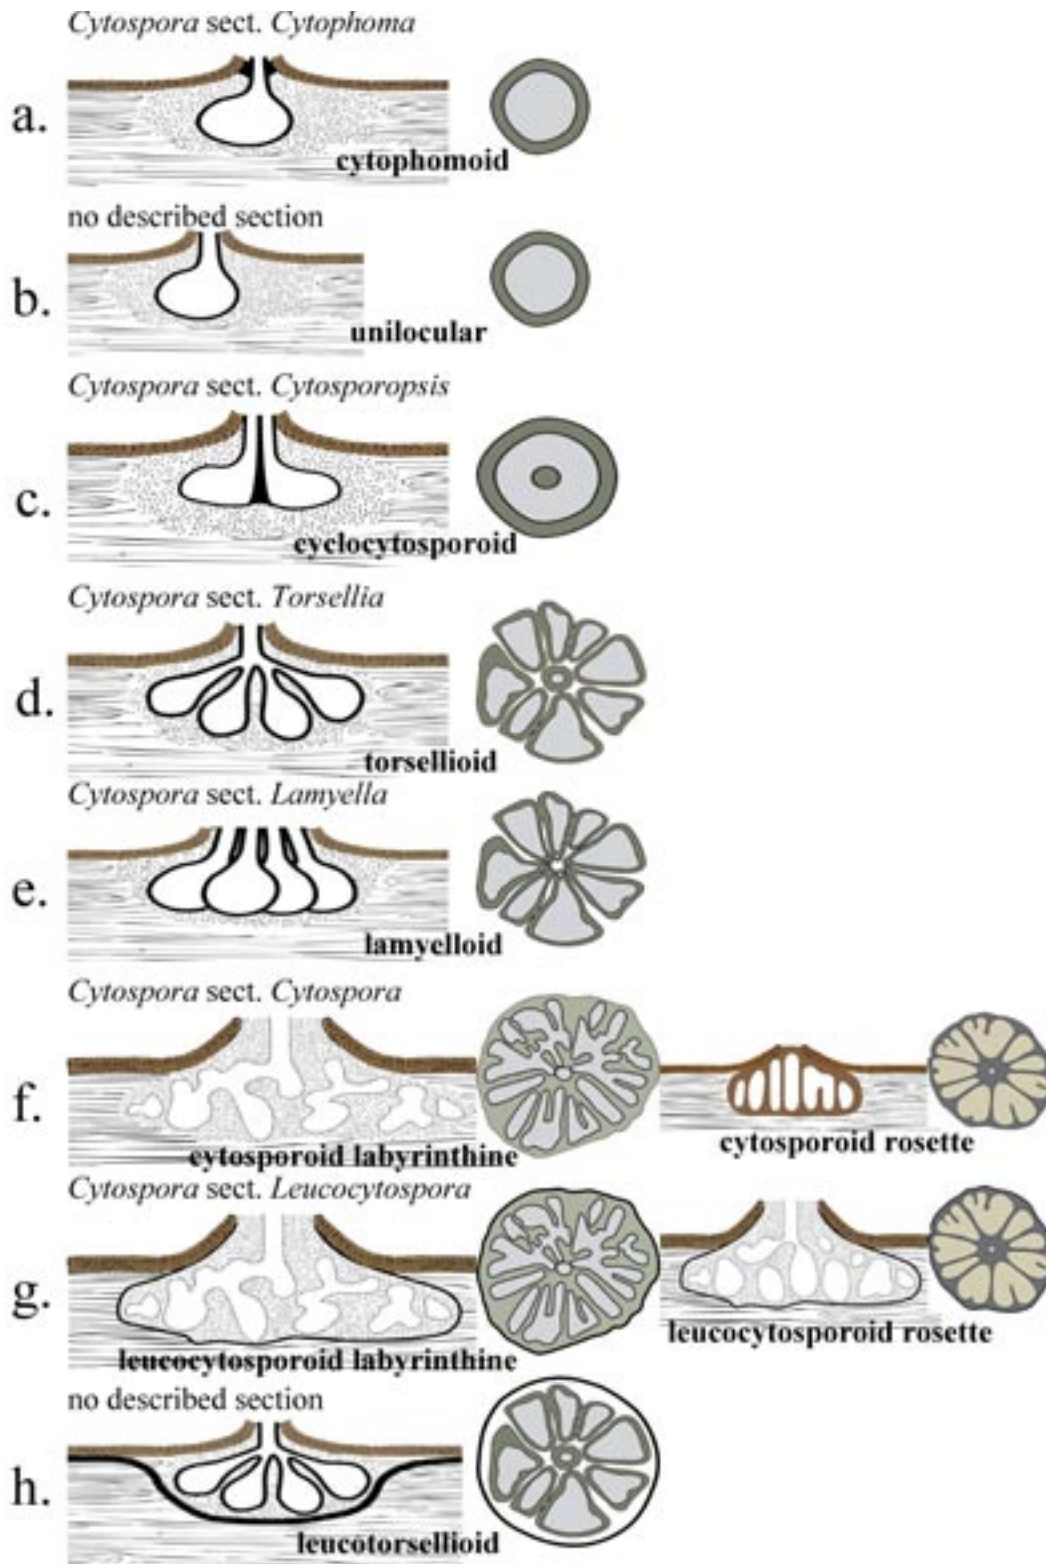 Cytospora sect. Cytophoma
a.
cytophomoid
no described section
b.
unilocular
Cytospora sect. Cytosporopsis
c.
cyclocytosporoid
Cytospora sect. Torsellia
d.
torsellioid
Cytospora sect. Lamyella
e.
lamyelloid
Cytospora sect. Cytospora
f.
cytosporoid labyrinthine
cytosporoid rosette
Cytospora sect. Leucocytospora
g.
leucocytosporoid labyrinthine
leucocytosporoid rosette
no described section
h.
leucotorsellioid